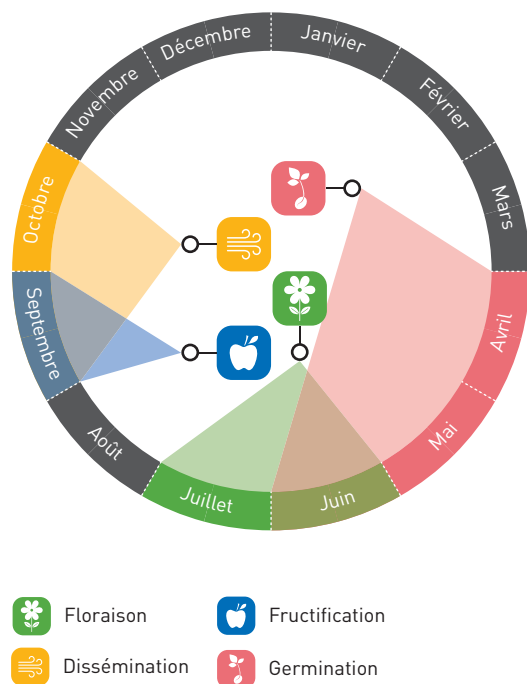 Janvier
Février
Mars
Avril
Mai
Juin
Juillet
Août
Septembre
Octobre
Novembre
Décembre
Floraison
Fructification
Dissémination
Germination